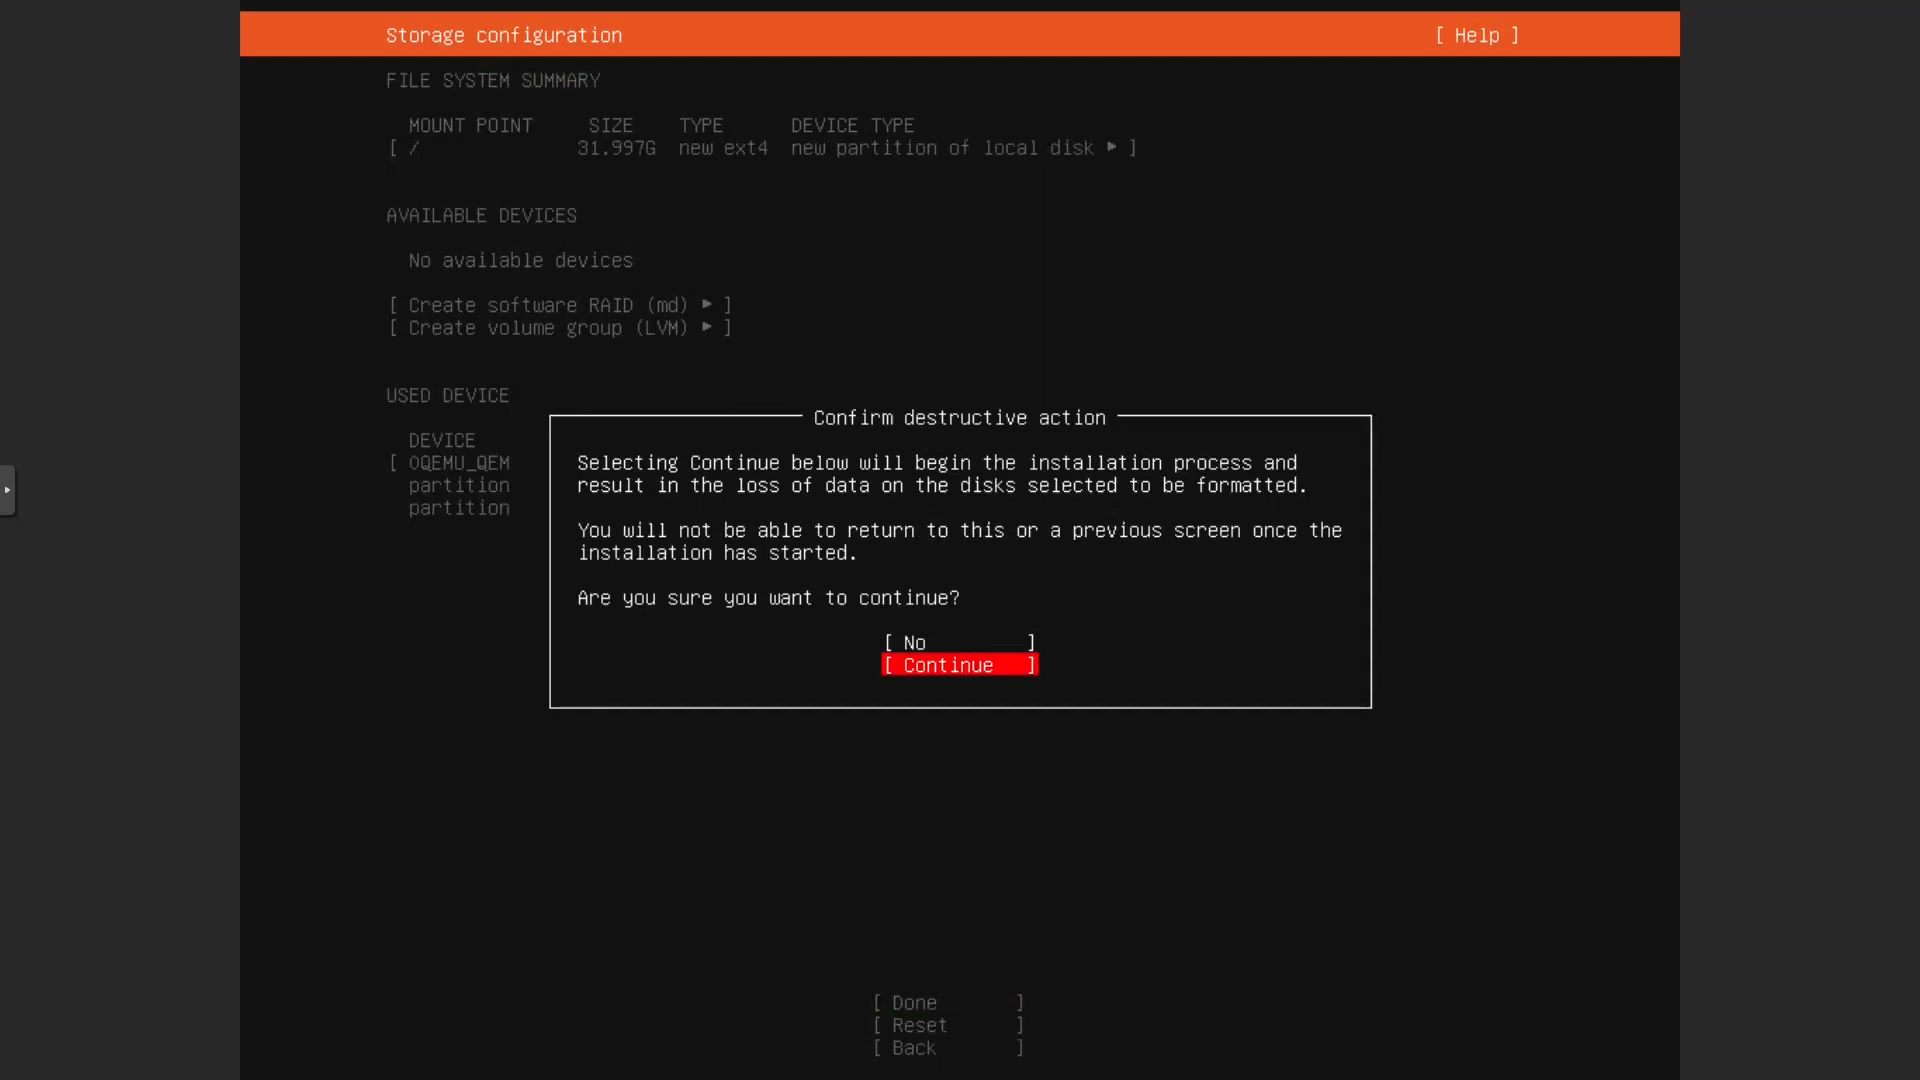 Storage configuration [ Help ]
FILE SYSTEM SUMMARY
MOUNT POINT SIZE TYPE DEVICE TYPE
[ / 31.997G new ext4 new partition of local disk ▸ ]
AVAILABLE DEVICES
No available devices
[ Create software RAID (md) ▸ ]
[ Create volume group (LVM) ▸ ]
USED DEVICE
DEVICE
[ 0QEMU_QEM
partition
partition
Confirm destructive action
Selecting Continue below will begin the installation process and
result in the loss of data on the disks selected to be formatted.
You will not be able to return to this or a previous screen once the
installation has started.
Are you sure you want to continue?
[ No ]
[ Continue ]
[ Done ]
[ Reset ]
[ Back ]